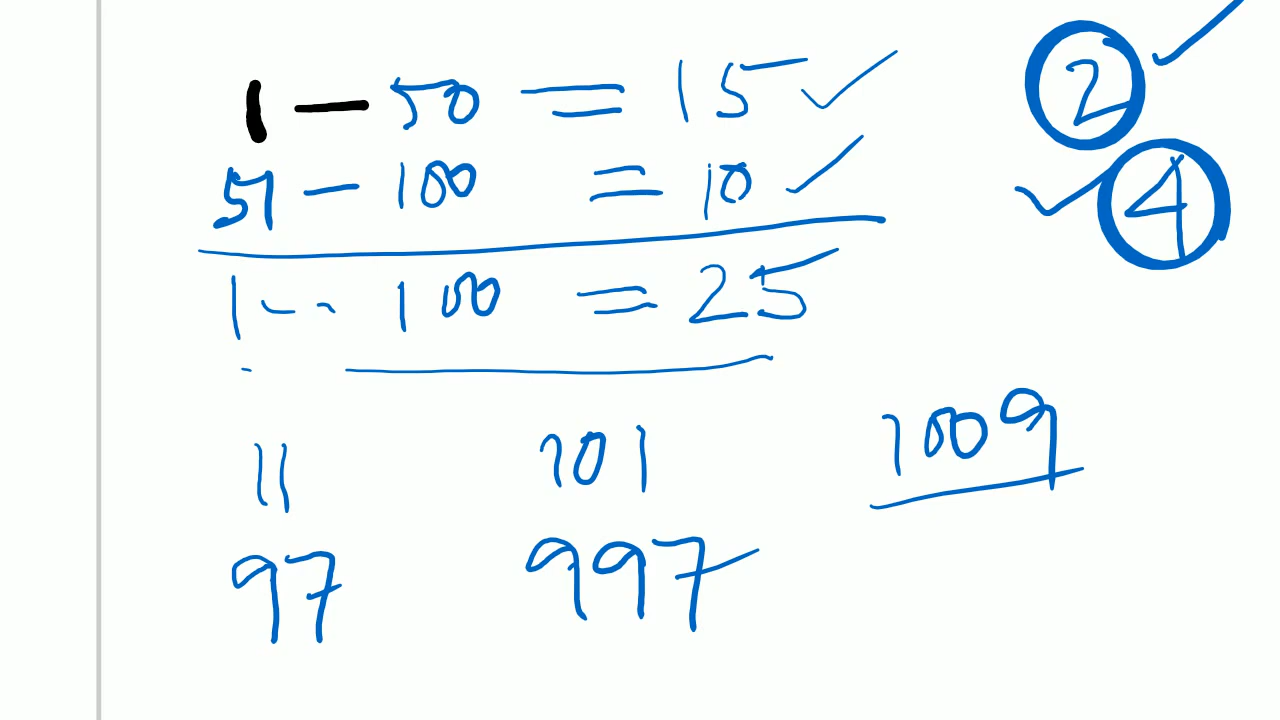 1 — 50 = 15 ✓
2 ✓
51 — 100 = 10 ✓
✓ 4
1 -- 100 = 25
11 101 1009
97 997